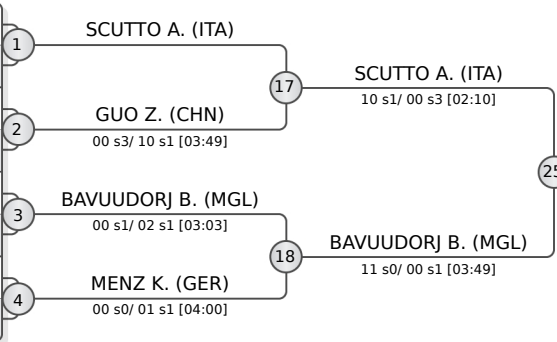 SCUTTO A. (ITA)
1
17
SCUTTO A. (ITA)
10 s1/ 00 s3 [02:10]
GUO Z. (CHN)
2
00 s3/ 10 s1 [03:49]
25
BAVUUDORJ B. (MGL)
3
00 s1/ 02 s1 [03:03]
18
BAVUUDORJ B. (MGL)
11 s0/ 00 s1 [03:49]
MENZ K. (GER)
4
00 s0/ 01 s1 [04:00]